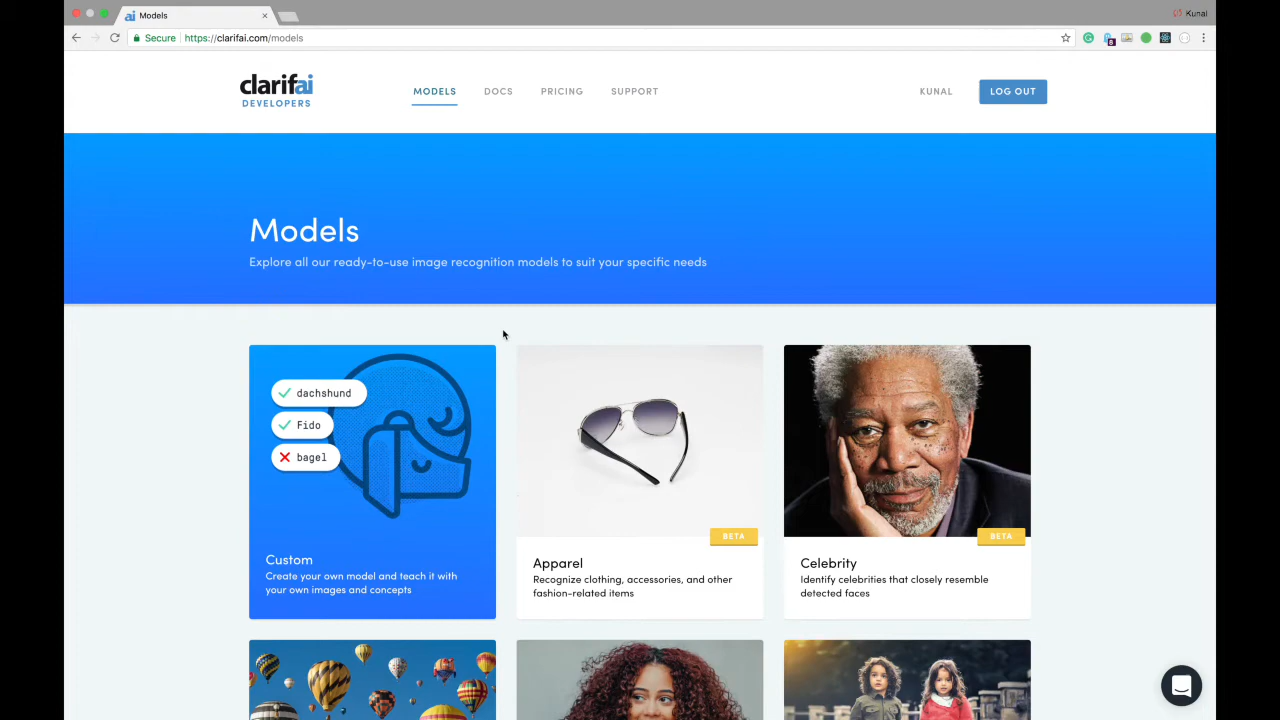 Models
Kunal
Secure
https://clarifai.com/models
8
clarifai
DEVELOPERS
MODELS
DOCS
PRICING
SUPPORT
KUNAL
LOG OUT
Models
Explore all our ready-to-use image recognition models to suit your specific needs
dachshund
Fido
bagel
Custom
Create your own model and teach it with
your own images and concepts
BETA
Apparel
Recognize clothing, accessories, and other
fashion-related items
BETA
Celebrity
Identify celebrities that closely resemble
detected faces